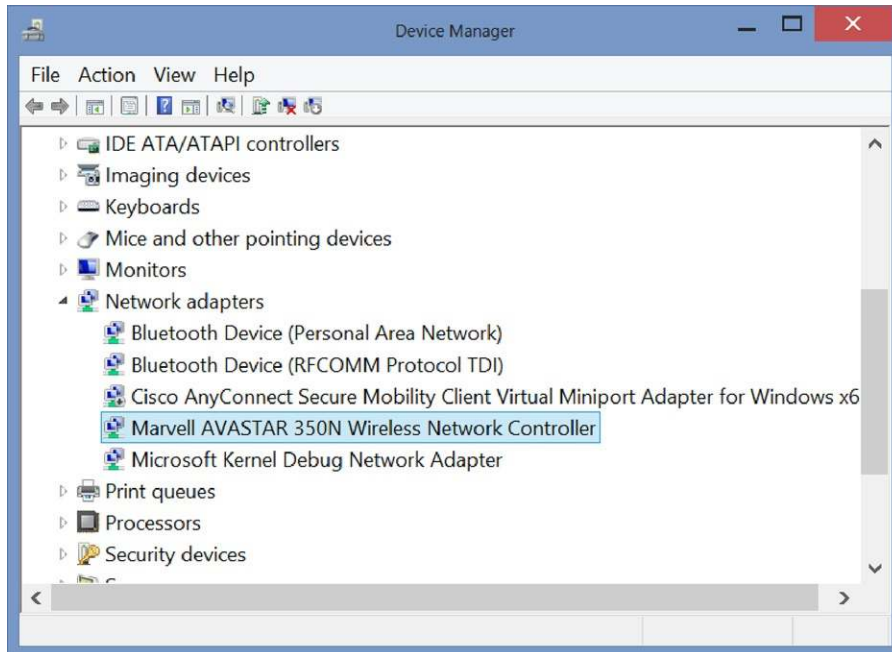 Device Manager
File Action View Help
IDE ATA/ATAPI controllers
Imaging devices
Keyboards
Mice and other pointing devices
Monitors
Network adapters
Bluetooth Device (Personal Area Network)
Bluetooth Device (RFCOMM Protocol TDI)
Cisco AnyConnect Secure Mobility Client Virtual Miniport Adapter for Windows x6
Marvell AVASTAR 350N Wireless Network Controller
Microsoft Kernel Debug Network Adapter
Print queues
Processors
Security devices